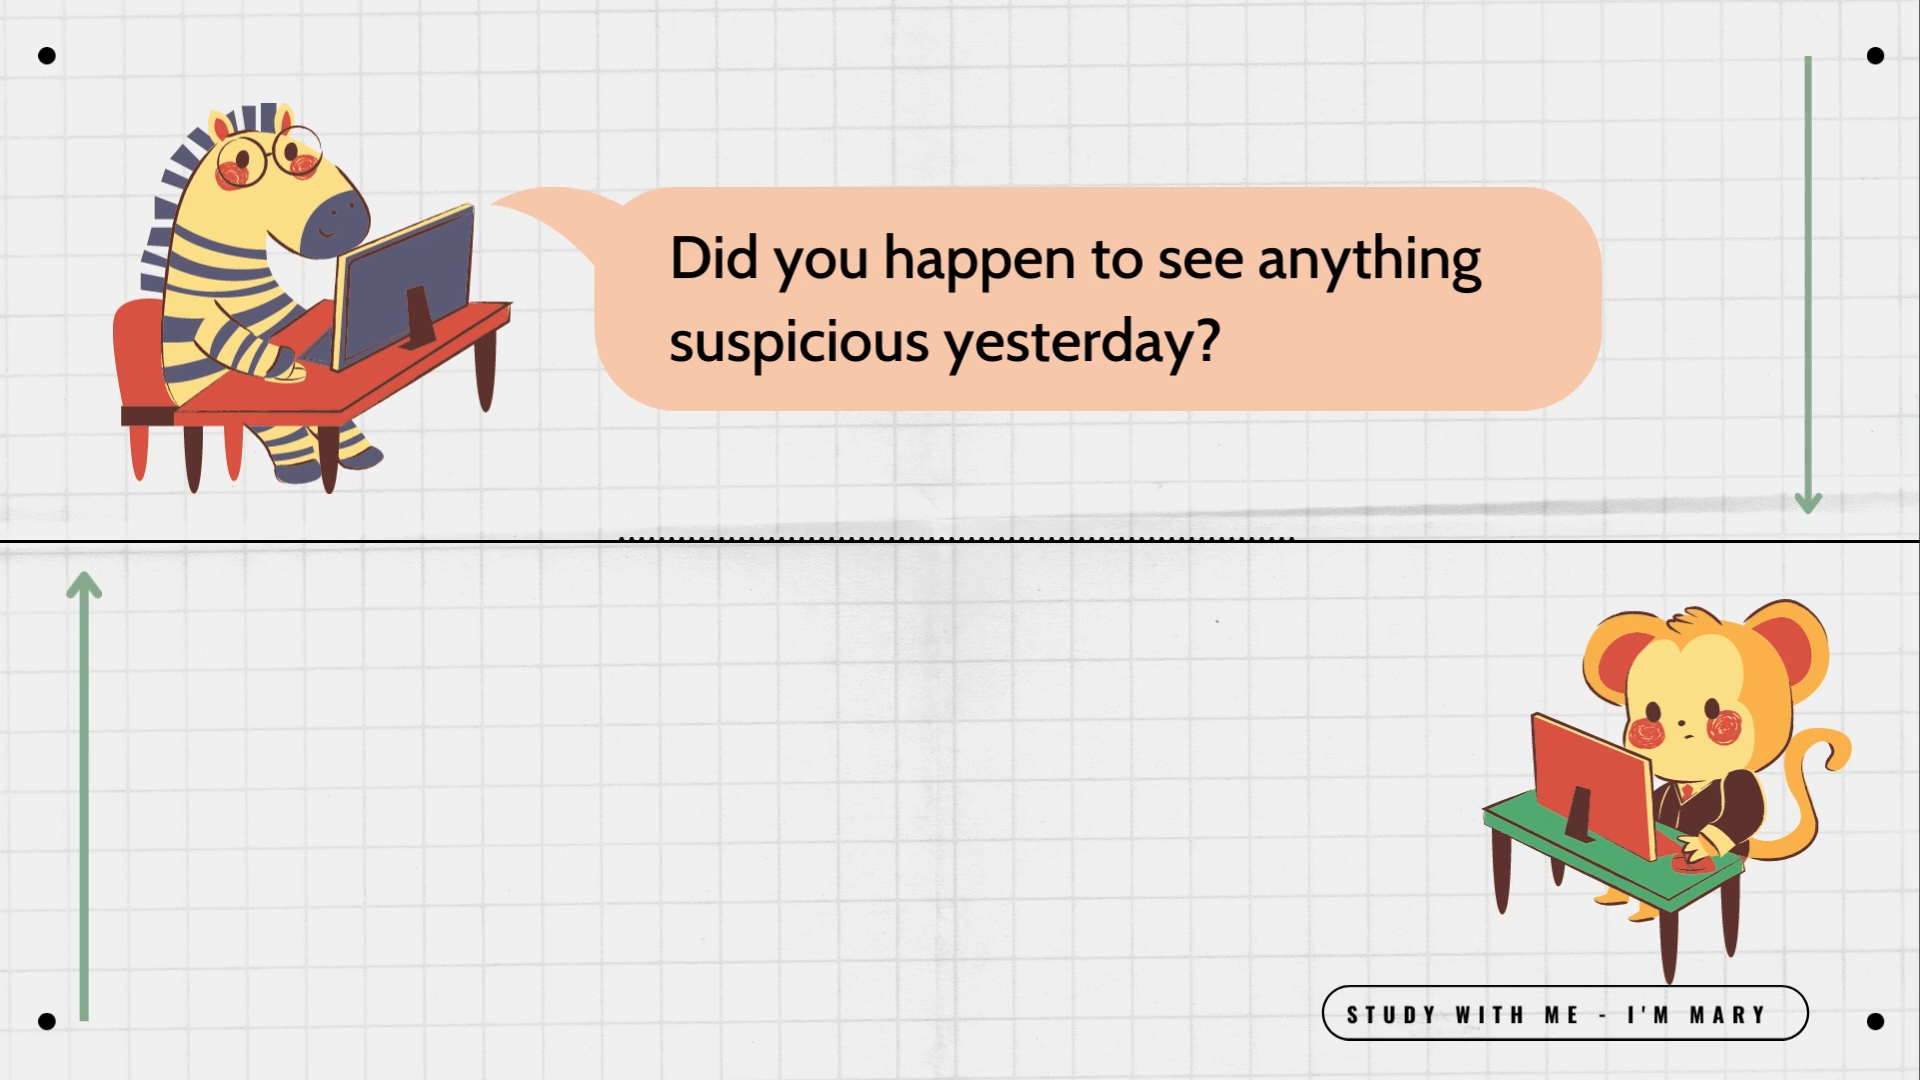 Did you happen to see anything
suspicious yesterday?
STUDY WITH ME - I'M MARY